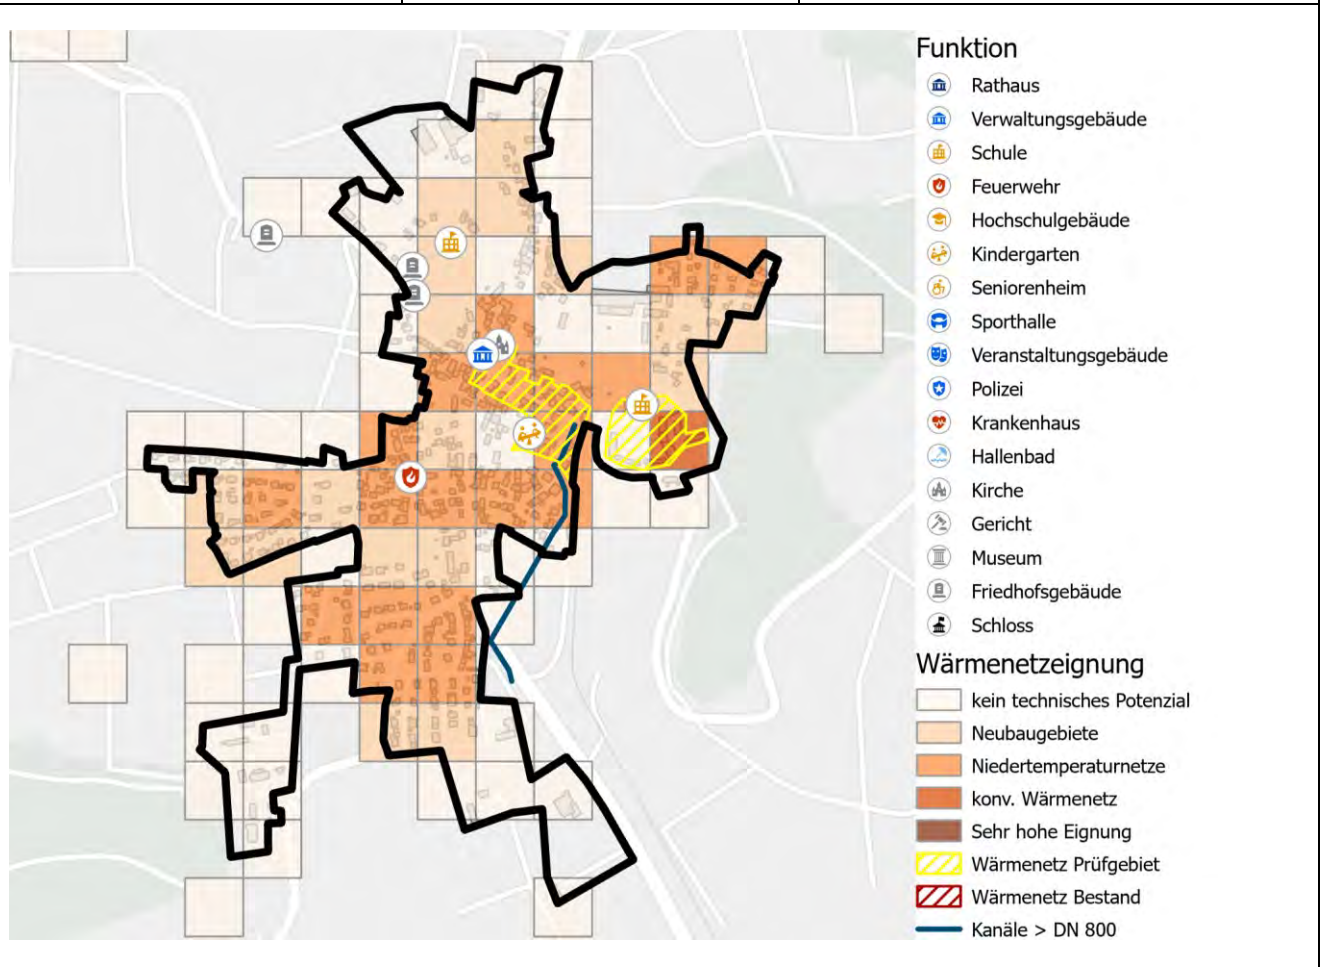 Funktion
Rathaus
Verwaltungsgebäude
Schule
Feuerwehr
Hochschulgebäude
Kindergarten
Seniorenheim
Sporthalle
Veranstaltungsgebäude
Polizei
Krankenhaus
Hallenbad
Kirche
Gericht
Museum
Friedhofsgebäude
Schloss
Wärmenetzeignung
kein technisches Potenzial
Neubaugebiete
Niedertemperaturnetze
konv. Wärmenetz
Sehr hohe Eignung
Wärmenetz Prüfgebiet
Wärmenetz Bestand
Kanäle > DN 800